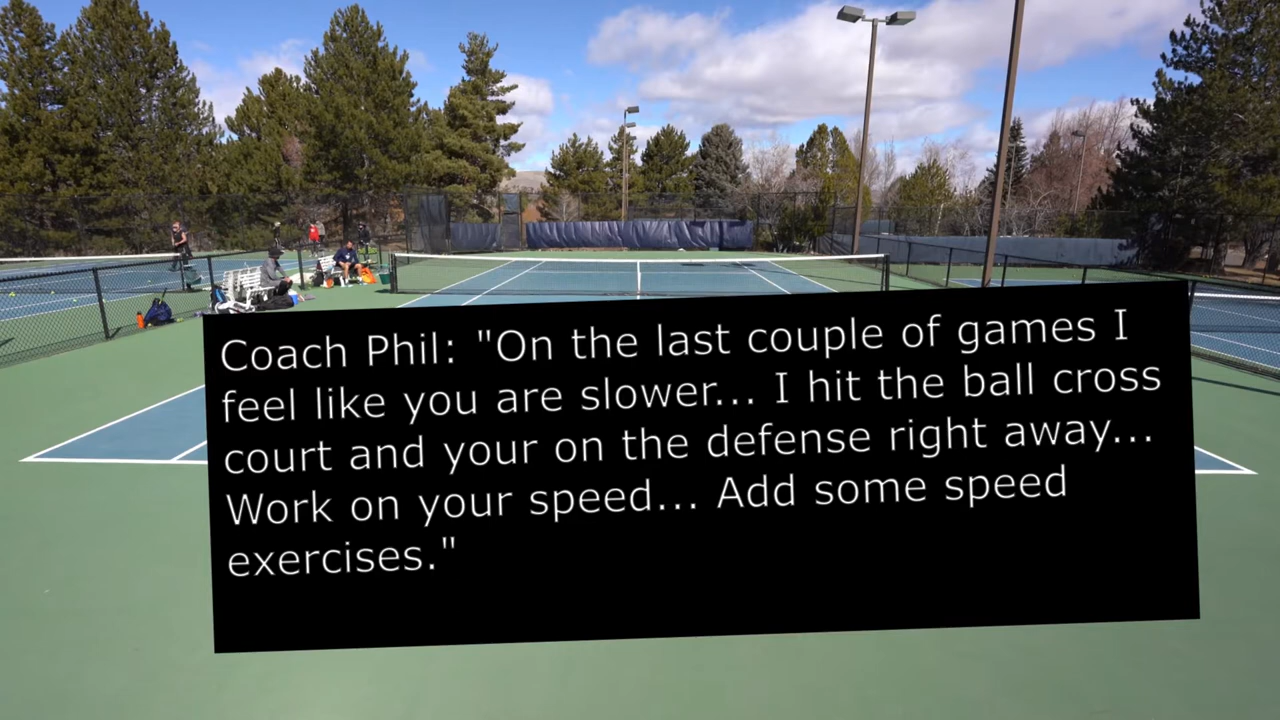 Coach Phil: "On the last couple of games I
feel like you are slower... I hit the ball cross
court and your on the defense right away...
Work on your speed... Add some speed
exercises."